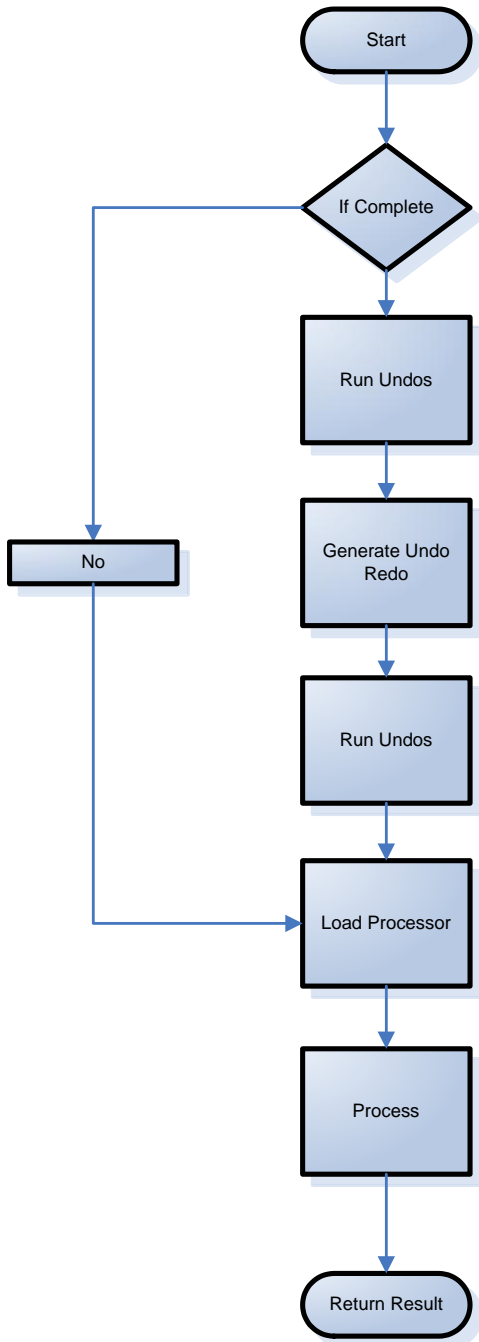 Start
If Complete
Run Undos
Generate Undo
Redo
No
Run Undos
Load Processor
Process
Return Result